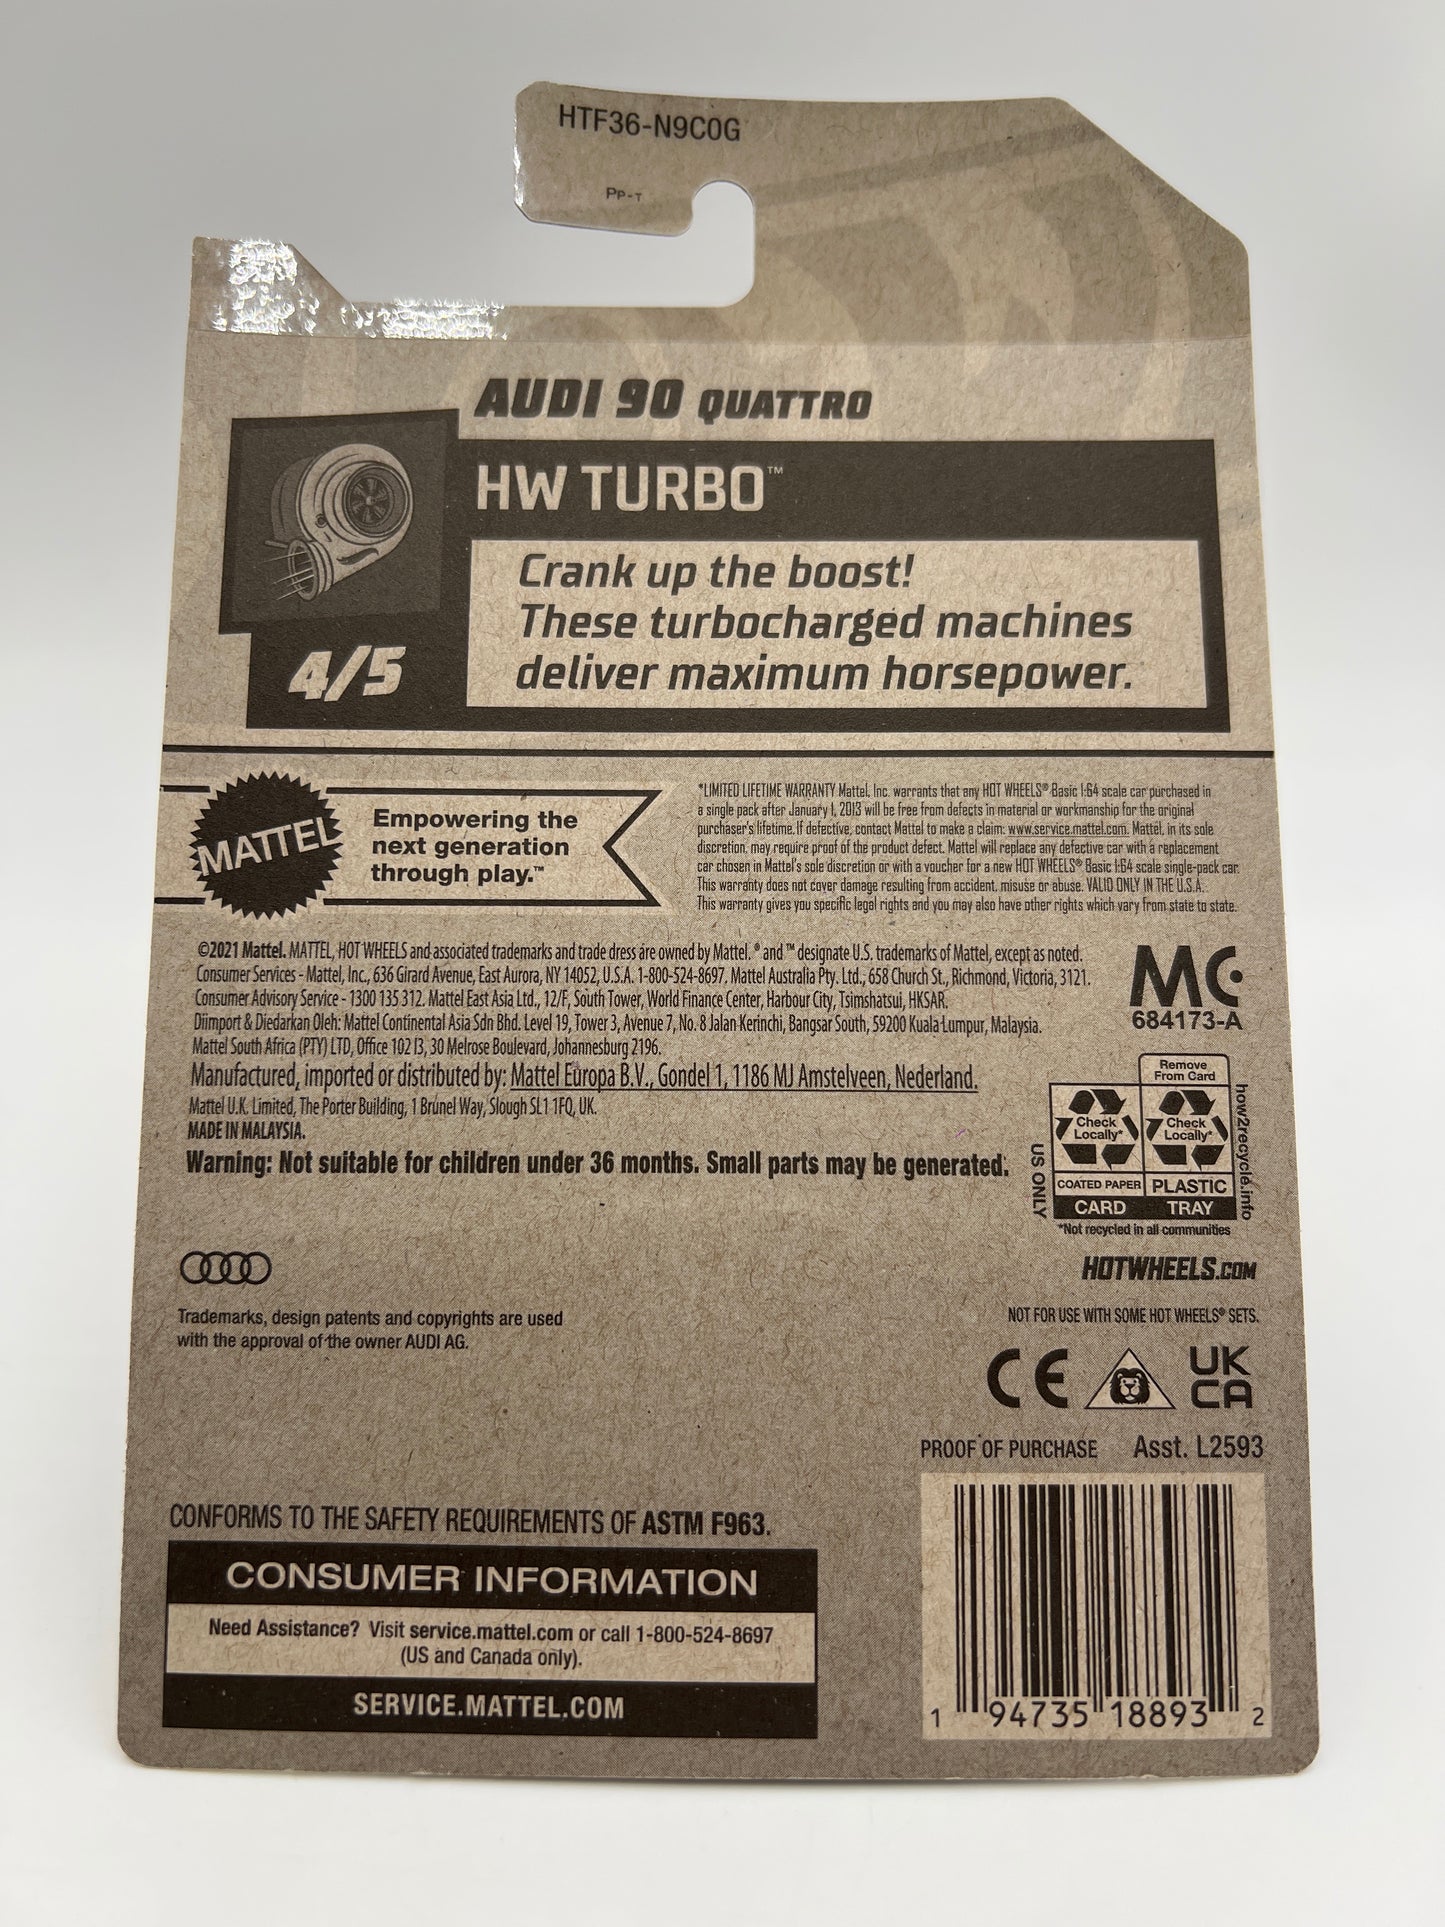 HTF36-N9C0G
PP-T
AUDI 90 QUATTRO
HW TURBO™
Crank up the boost!
These turbocharged machines
deliver maximum horsepower.
4/5
MATTEL
Empowering the
next generation
through play.™
*LIMITED LIFETIME WARRANTY Mattel, Inc. warrants that any HOT WHEELS® Basic 1:64 scale car purchased in
a single pack after January 1, 2013 will be free from defects in material or workmanship for the original
purchaser's lifetime. If defective, contact Mattel to make a claim: www.service.mattel.com. Mattel, in its sole
discretion, may require proof of the product defect. Mattel will replace any defective car with a replacement
car chosen in Mattel's sole discretion or with a voucher for a new HOT WHEELS® Basic 1:64 scale single-pack car.
This warranty does not cover damage resulting from accident, misuse or abuse. VALID ONLY IN THE U.S.A.
This warranty gives you specific legal rights and you may also have other rights which vary from state to state.
©2021 Mattel. MATTEL, HOT WHEELS and associated trademarks and trade dress are owned by Mattel. ® and ™ designate U.S. trademarks of Mattel, except as noted.
Consumer Services - Mattel, Inc., 636 Girard Avenue, East Aurora, NY 14052, U.S.A. 1-800-524-8697. Mattel Australia Pty. Ltd., 658 Church St., Richmond, Victoria, 3121.
Consumer Advisory Service - 1300 135 312. Mattel East Asia Ltd., 12/F, South Tower, World Finance Center, Harbour City, Tsimshatsui, HKSAR.
Diimport & Diedarkan Oleh: Mattel Continental Asia Sdn Bhd. Level 19, Tower 3, Avenue 7, No. 8 Jalan Kerinchi, Bangsar South, 59200 Kuala Lumpur, Malaysia.
Mattel South Africa (PTY) LTD, Office 102 I3, 30 Melrose Boulevard, Johannesburg 2196.
Manufactured, imported or distributed by: Mattel Europa B.V., Gondel 1, 1186 MJ Amstelveen, Nederland.
Mattel U.K. Limited, The Porter Building, 1 Brunel Way, Slough SL1 1FQ, UK.
MADE IN MALAYSIA.
Warning: Not suitable for children under 36 months. Small parts may be generated.
MC
684173-A
Remove
From Card
Check
Locally*
Check
Locally*
COATED PAPER
PLASTIC
CARD
TRAY
US ONLY
how2recycle.info
*Not recycled in all communities
HOTWHEELS.COM
NOT FOR USE WITH SOME HOT WHEELS® SETS.
Trademarks, design patents and copyrights are used
with the approval of the owner AUDI AG.
CE
UK
CA
PROOF OF PURCHASE Asst. L2593
CONFORMS TO THE SAFETY REQUIREMENTS OF ASTM F963.
CONSUMER INFORMATION
Need Assistance? Visit service.mattel.com or call 1-800-524-8697
(US and Canada only).
SERVICE.MATTEL.COM
1 94735 18893 2